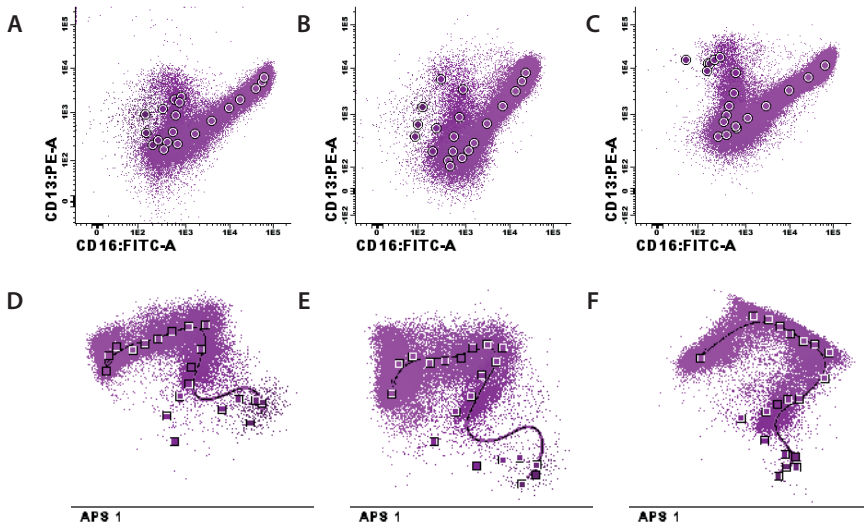 A
1E5
1E4
1E3
1E2
0
CD13:PE-A
0
1E2
1E3
1E4
1E5
CD16:FITC-A
B
1E5
1E4
1E3
1E2
0
-1E2
CD13:PE-A
0
1E2
1E3
1E4
1E5
CD16:FITC-A
C
1E5
1E4
1E3
1E2
0
-1E2
CD13:PE-A
0
1E2
1E3
1E4
1E5
CD16:FITC-A
D
APS 1
E
APS 1
F
APS 1